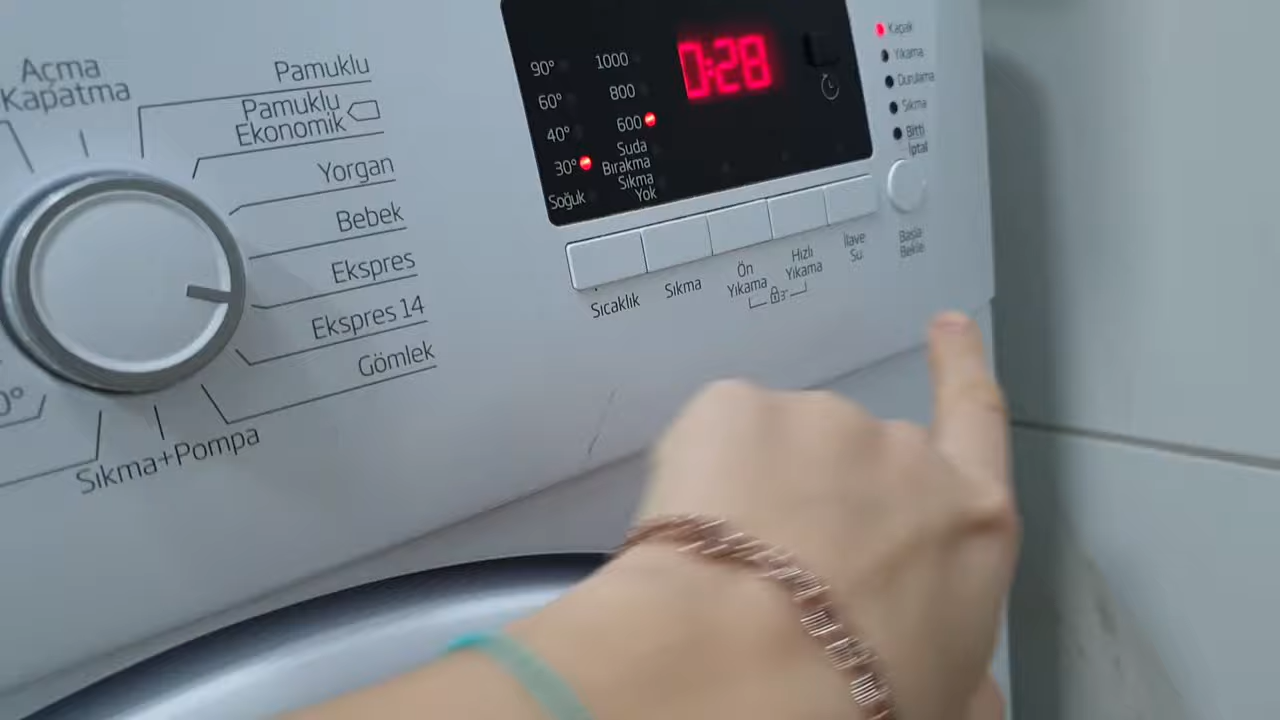 Açma
Kapatma
Pamuklu
Pamuklu
Ekonomik
Yorgan
Bebek
Ekspres
Ekspres 14
Gömlek
Sıkma+Pompa
0°
90°
60°
40°
30°
Soğuk
1000
800
600
Suda
Bırakma
Sıkma
Yok
0:28
Kapak
Yıkama
Durulama
Sıkma
Bitti
İptal
Sıcaklık
Sıkma
Ön
Yıkama
Hızlı
Yıkama
3"
İlave
Su
Başla
Bekle